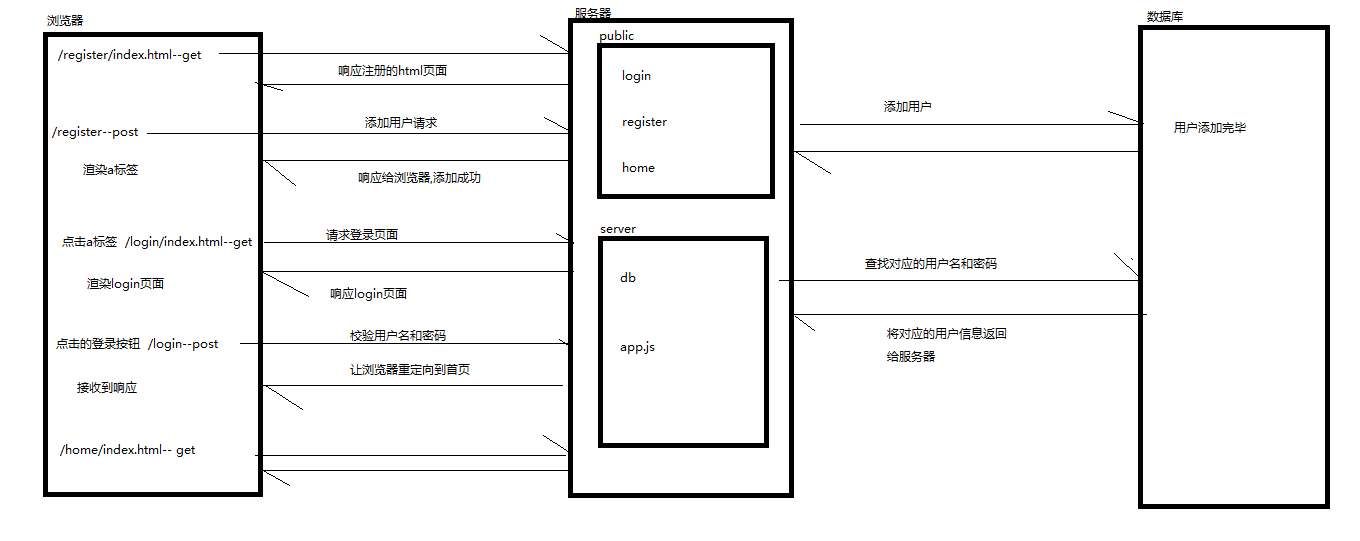 浏览器
/register/index.html--get
/register--post
渲染a标签
点击a标签 /login/index.html--get
渲染login页面
点击的登录按钮 /login--post
接收到响应
/home/index.html-- get
响应注册的html页面
添加用户请求
响应给浏览器,添加成功
请求登录页面
响应login页面
校验用户名和密码
让浏览器重定向到首页
服务器
public
login
register
home
server
db
app.js
添加用户
查找对应的用户名和密码
将对应的用户信息返回
给服务器
数据库
用户添加完毕